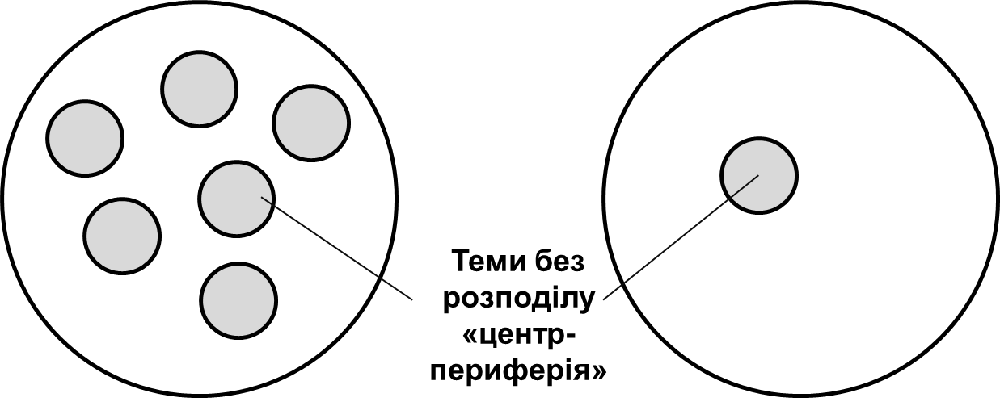 Теми без
розподілу
«центр-
периферія»